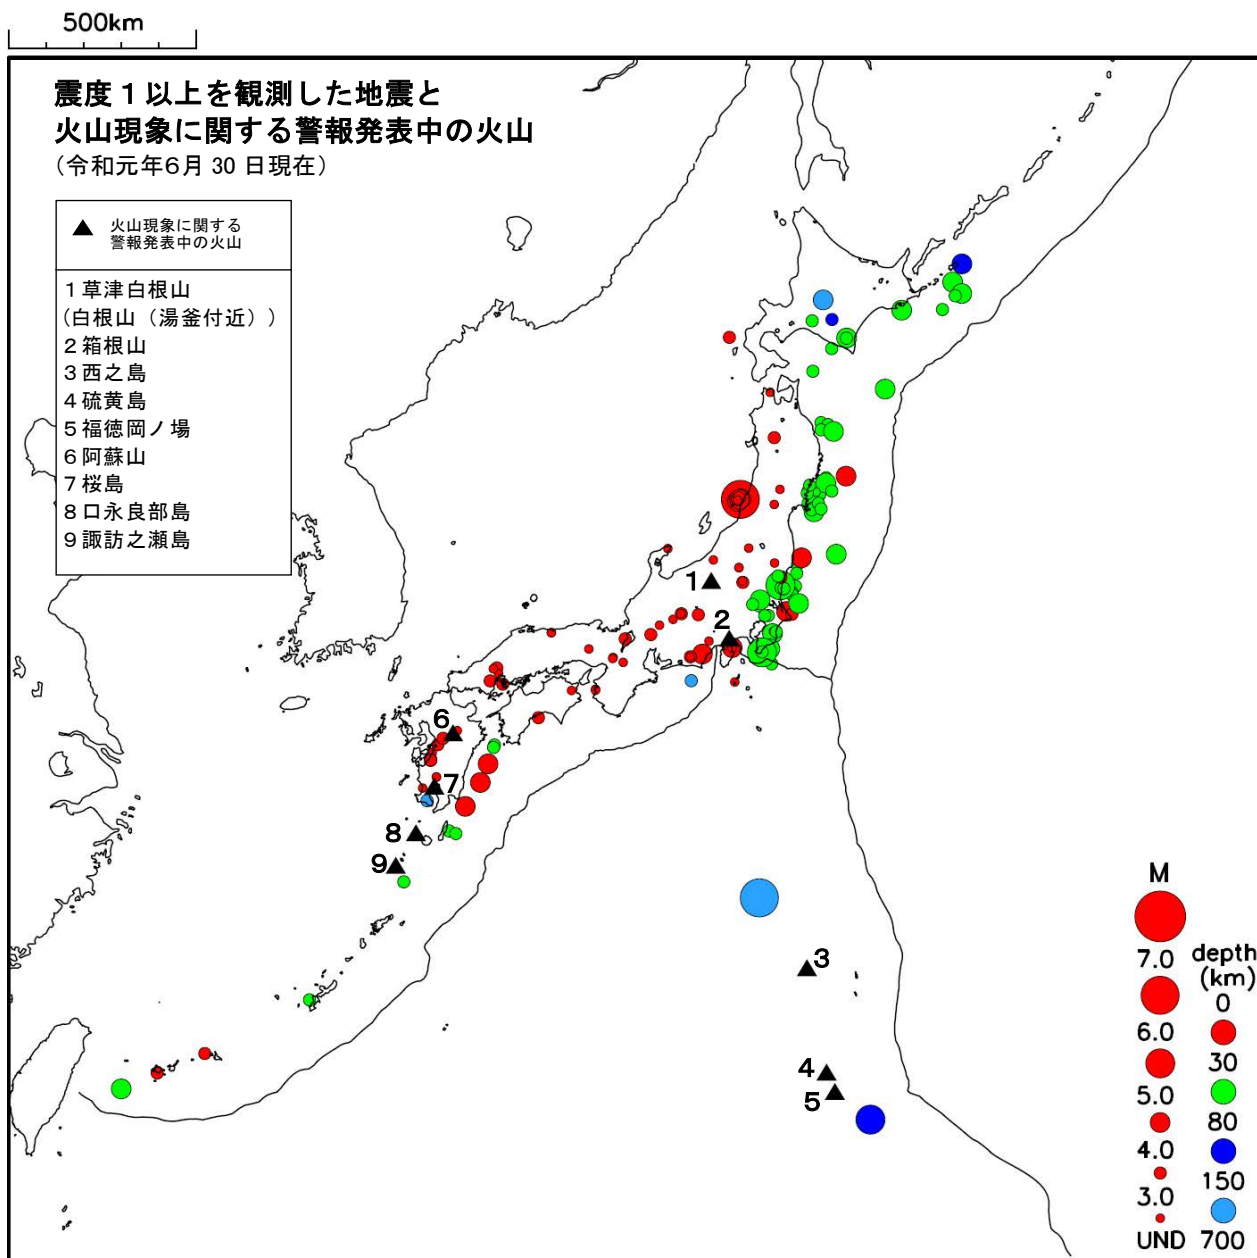 500km
震度１以上を観測した地震と
火山現象に関する警報発表中の火山
（令和元年6月 30 日現在）
▲ 火山現象に関する
警報発表中の火山
１草津白根山
(白根山（湯釜付近）)
２箱根山
３西之島
４硫黄島
５福徳岡ノ場
６阿蘇山
７桜島
８口永良部島
９諏訪之瀬島
1
2
6
7
8
9
3
4
5
M
7.0
6.0
5.0
4.0
3.0
UND
depth
(km)
0
30
80
150
700